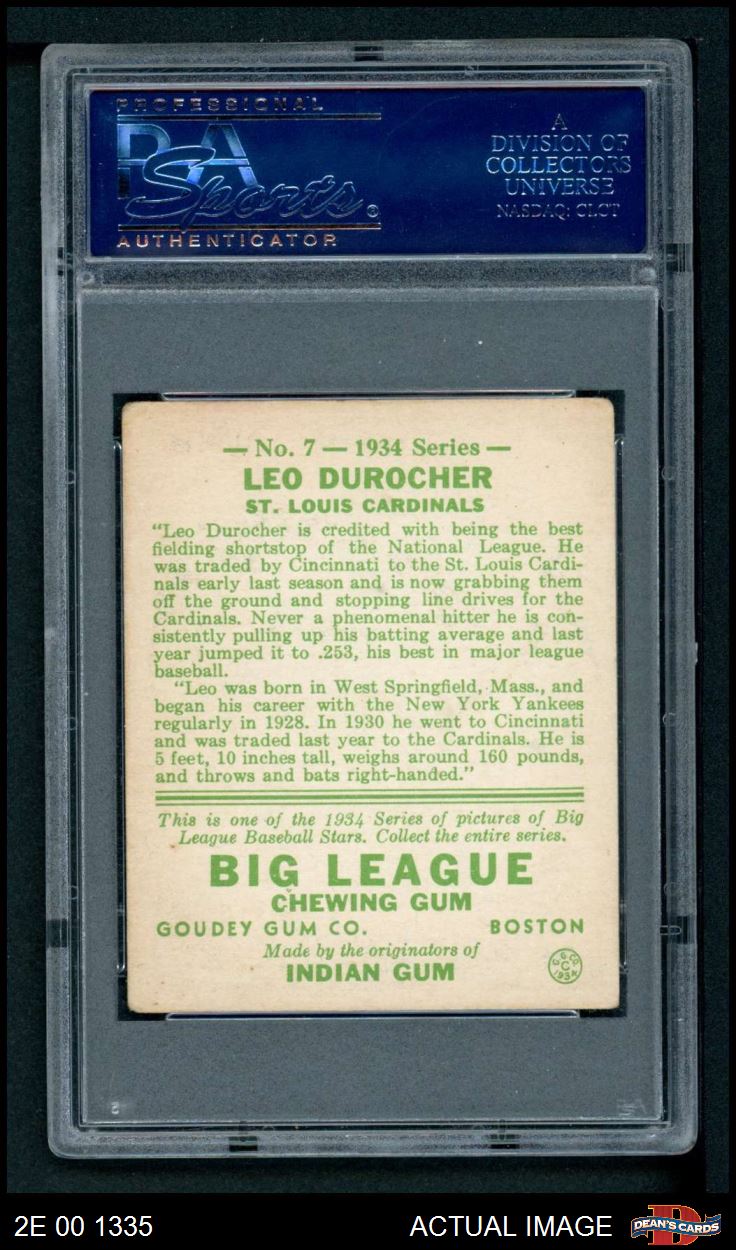 PROFESSIONAL
PSA
Sports
AUTHENTICATOR
A
DIVISION OF
COLLECTORS
UNIVERSE
NASDAQ: CLCT
— No. 7 — 1934 Series —
LEO DUROCHER
ST. LOUIS CARDINALS
"Leo Durocher is credited with being the best
fielding shortstop of the National League. He
was traded by Cincinnati to the St. Louis Cardi-
nals early last season and is now grabbing them
off the ground and stopping line drives for the
Cardinals. Never a phenomenal hitter he is con-
sistently pulling up his batting average and last
year jumped it to .253, his best in major league
baseball.
"Leo was born in West Springfield, Mass., and
began his career with the New York Yankees
regularly in 1928. In 1930 he went to Cincinnati
and was traded last year to the Cardinals. He is
5 feet, 10 inches tall, weighs around 160 pounds,
and throws and bats right-handed."
This is one of the 1934 Series of pictures of Big
League Baseball Stars. Collect the entire series.
BIG LEAGUE
CHEWING GUM
GOUDEY GUM CO. BOSTON
Made by the originators of
INDIAN GUM
G. G. CO.
C
1934
2E 00 1335
ACTUAL IMAGE
DEAN'S CARDS